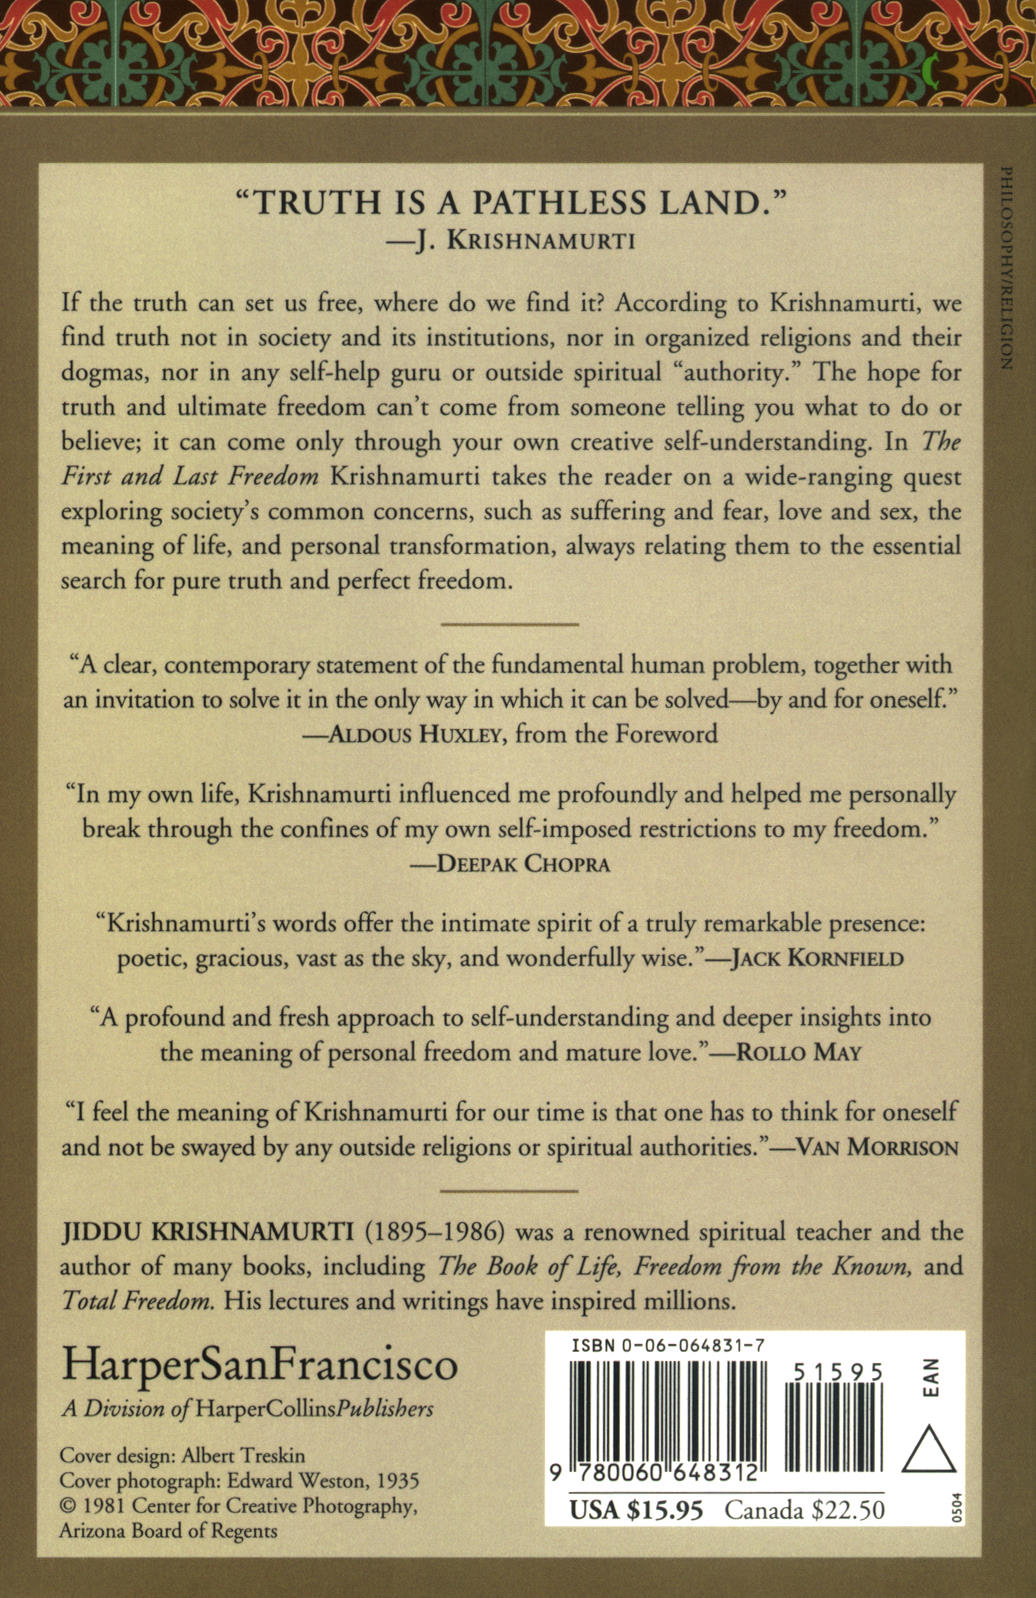 “TRUTH IS A PATHLESS LAND.”
—J. KRISHNAMURTI
PHILOSOPHY/RELIGION
If the truth can set us free, where do we find it? According to Krishnamurti, we
find truth not in society and its institutions, nor in organized religions and their
dogmas, nor in any self-help guru or outside spiritual “authority.” The hope for
truth and ultimate freedom can’t come from someone telling you what to do or
believe; it can come only through your own creative self-understanding. In The
First and Last Freedom Krishnamurti takes the reader on a wide-ranging quest
exploring society’s common concerns, such as suffering and fear, love and sex, the
meaning of life, and personal transformation, always relating them to the essential
search for pure truth and perfect freedom.
“A clear, contemporary statement of the fundamental human problem, together with
an invitation to solve it in the only way in which it can be solved—by and for oneself.”
—ALDOUS HUXLEY, from the Foreword
“In my own life, Krishnamurti influenced me profoundly and helped me personally
break through the confines of my own self-imposed restrictions to my freedom.”
—DEEPAK CHOPRA
“Krishnamurti’s words offer the intimate spirit of a truly remarkable presence:
poetic, gracious, vast as the sky, and wonderfully wise.”—JACK KORNFIELD
“A profound and fresh approach to self-understanding and deeper insights into
the meaning of personal freedom and mature love.”—ROLLO MAY
“I feel the meaning of Krishnamurti for our time is that one has to think for oneself
and not be swayed by any outside religions or spiritual authorities.”—VAN MORRISON
JIDDU KRISHNAMURTI (1895–1986) was a renowned spiritual teacher and the
author of many books, including The Book of Life, Freedom from the Known, and
Total Freedom. His lectures and writings have inspired millions.
HarperSanFrancisco
A Division of HarperCollinsPublishers
Cover design: Albert Treskin
Cover photograph: Edward Weston, 1935
© 1981 Center for Creative Photography,
Arizona Board of Regents
ISBN 0-06-064831-7
51595
EAN
9 780060 648312
USA $15.95 Canada $22.50
0504